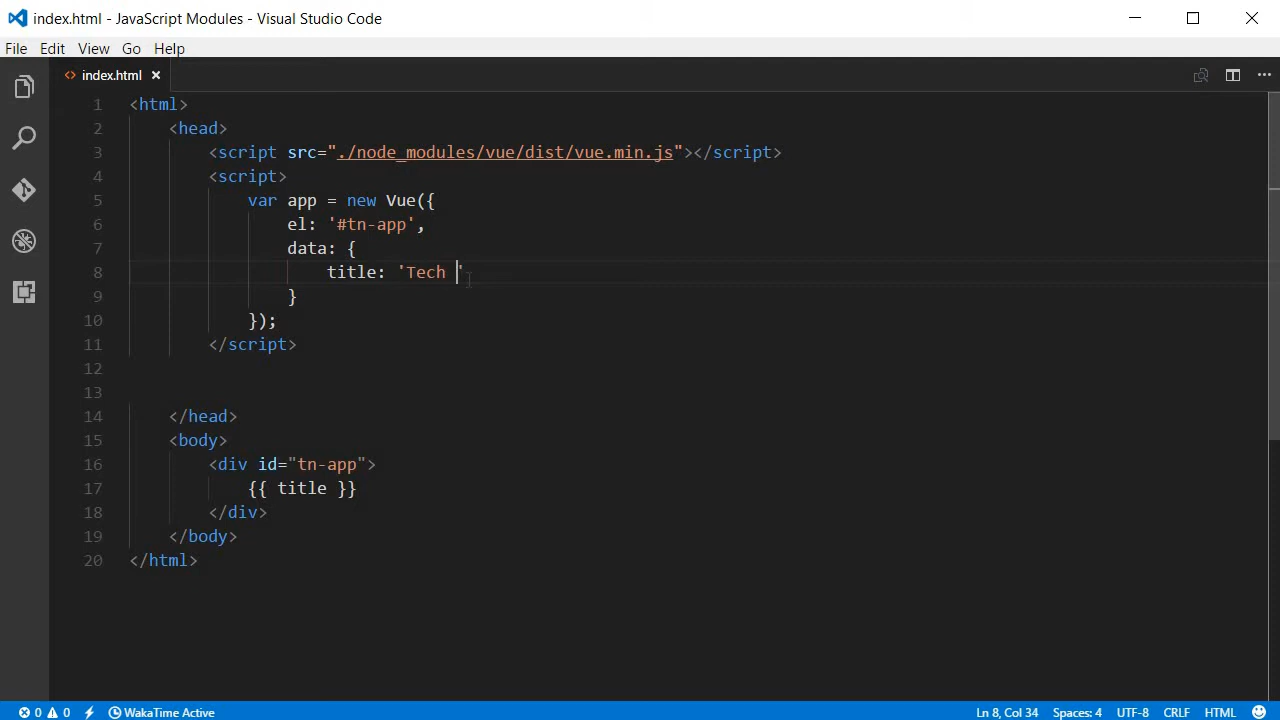 index.html - JavaScript Modules - Visual Studio Code
File Edit View Go Help
<> index.html ×
1 <html>
2 <head>
3 <script src="./node_modules/vue/dist/vue.min.js"></script>
4 <script>
5 var app = new Vue({
6 el: '#tn-app',
7 data: {
8 title: 'Tech '
9 }
10 });
11 </script>
12
13
14 </head>
15 <body>
16 <div id="tn-app">
17 {{ title }}
18 </div>
19 </body>
20 </html>
0 0 WakaTime Active Ln 8, Col 34 Spaces: 4 UTF-8 CRLF HTML